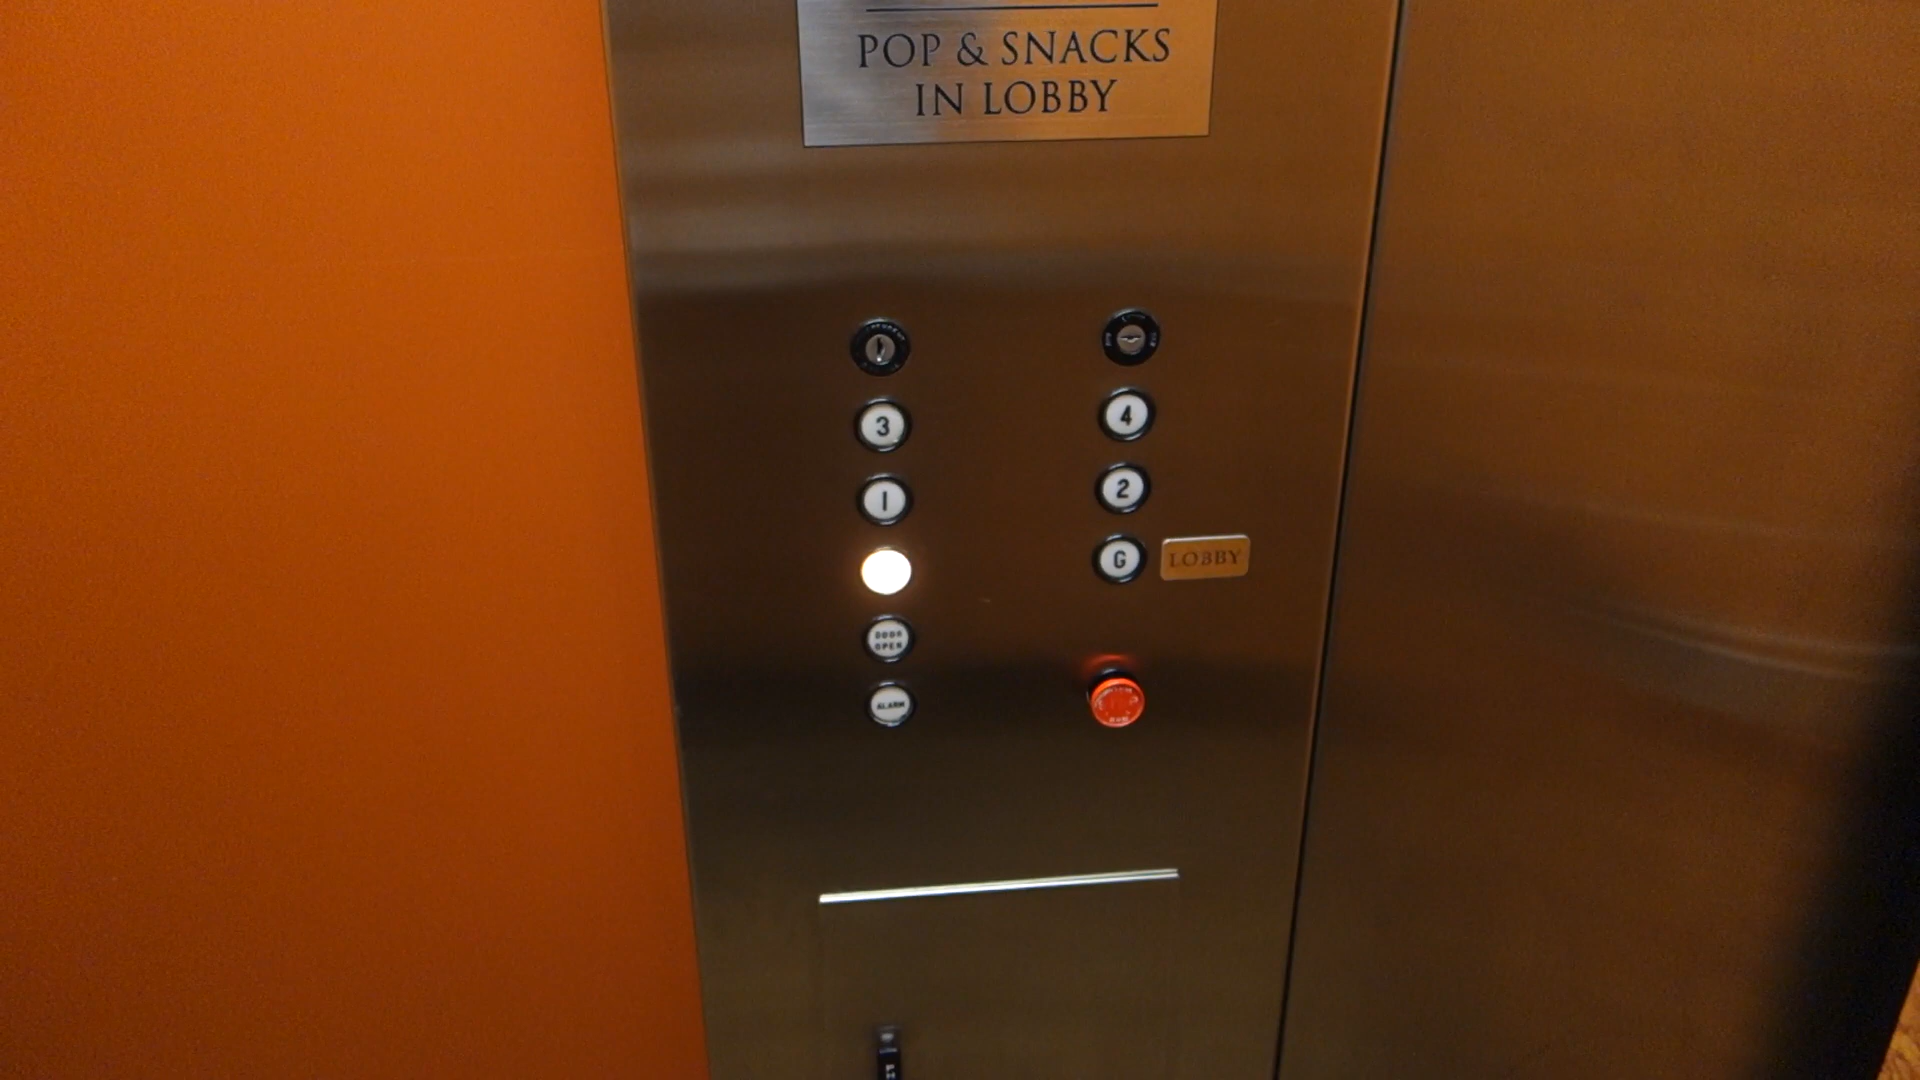 POP & SNACKS
IN LOBBY
3
4
1
2
G
LOBBY
DOOR
OPEN
ALARM